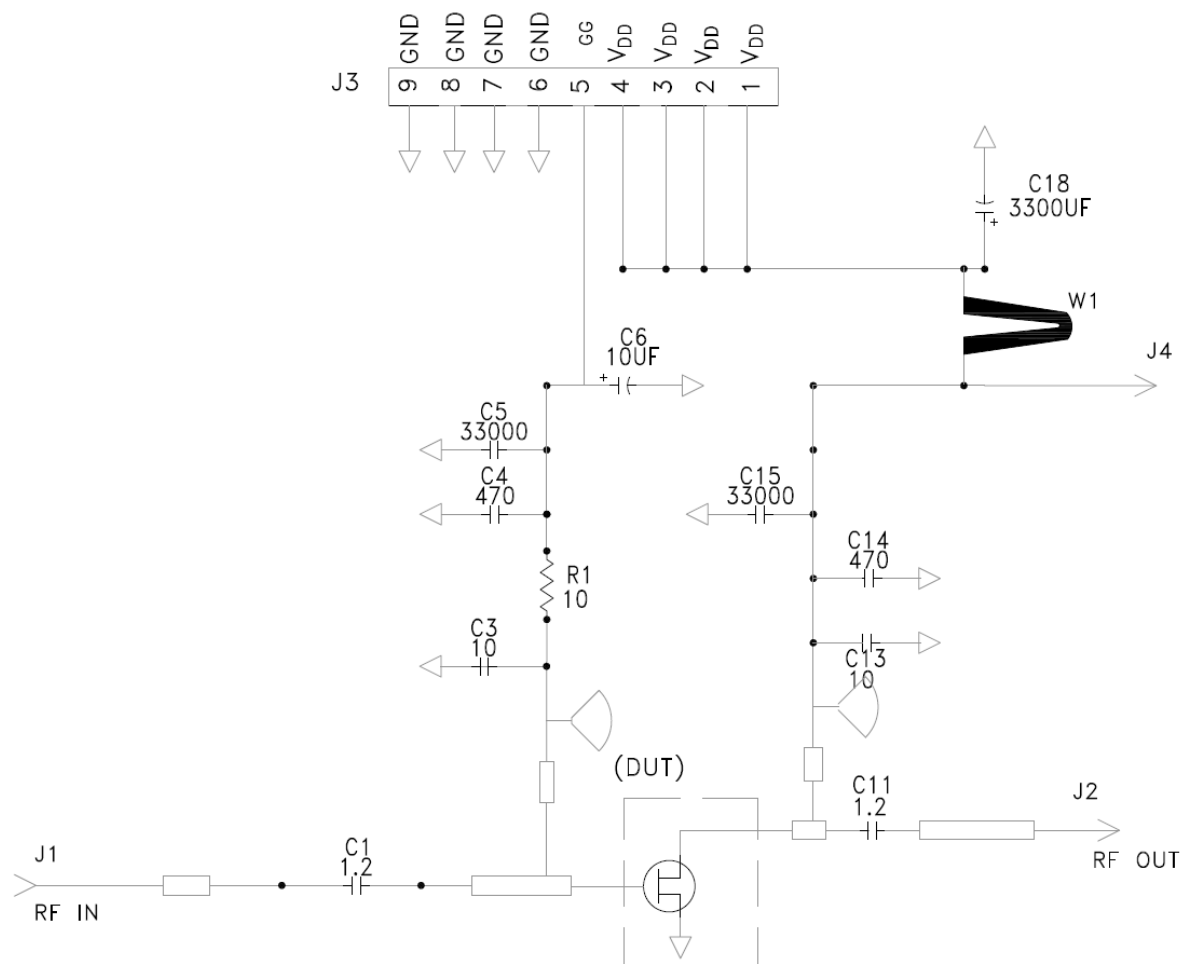 GND GND GND GND GG VDD VDD VDD VDD
J3 9 8 7 6 5 4 3 2 1
C18
3300UF
W1
C6
10UF
J4
C5
33000
C4
470
C15
33000
C14
470
R1
10
C3
10
C13
10
(DUT)
C11
1.2
J2
RF OUT
J1
C1
1.2
RF IN
+
+